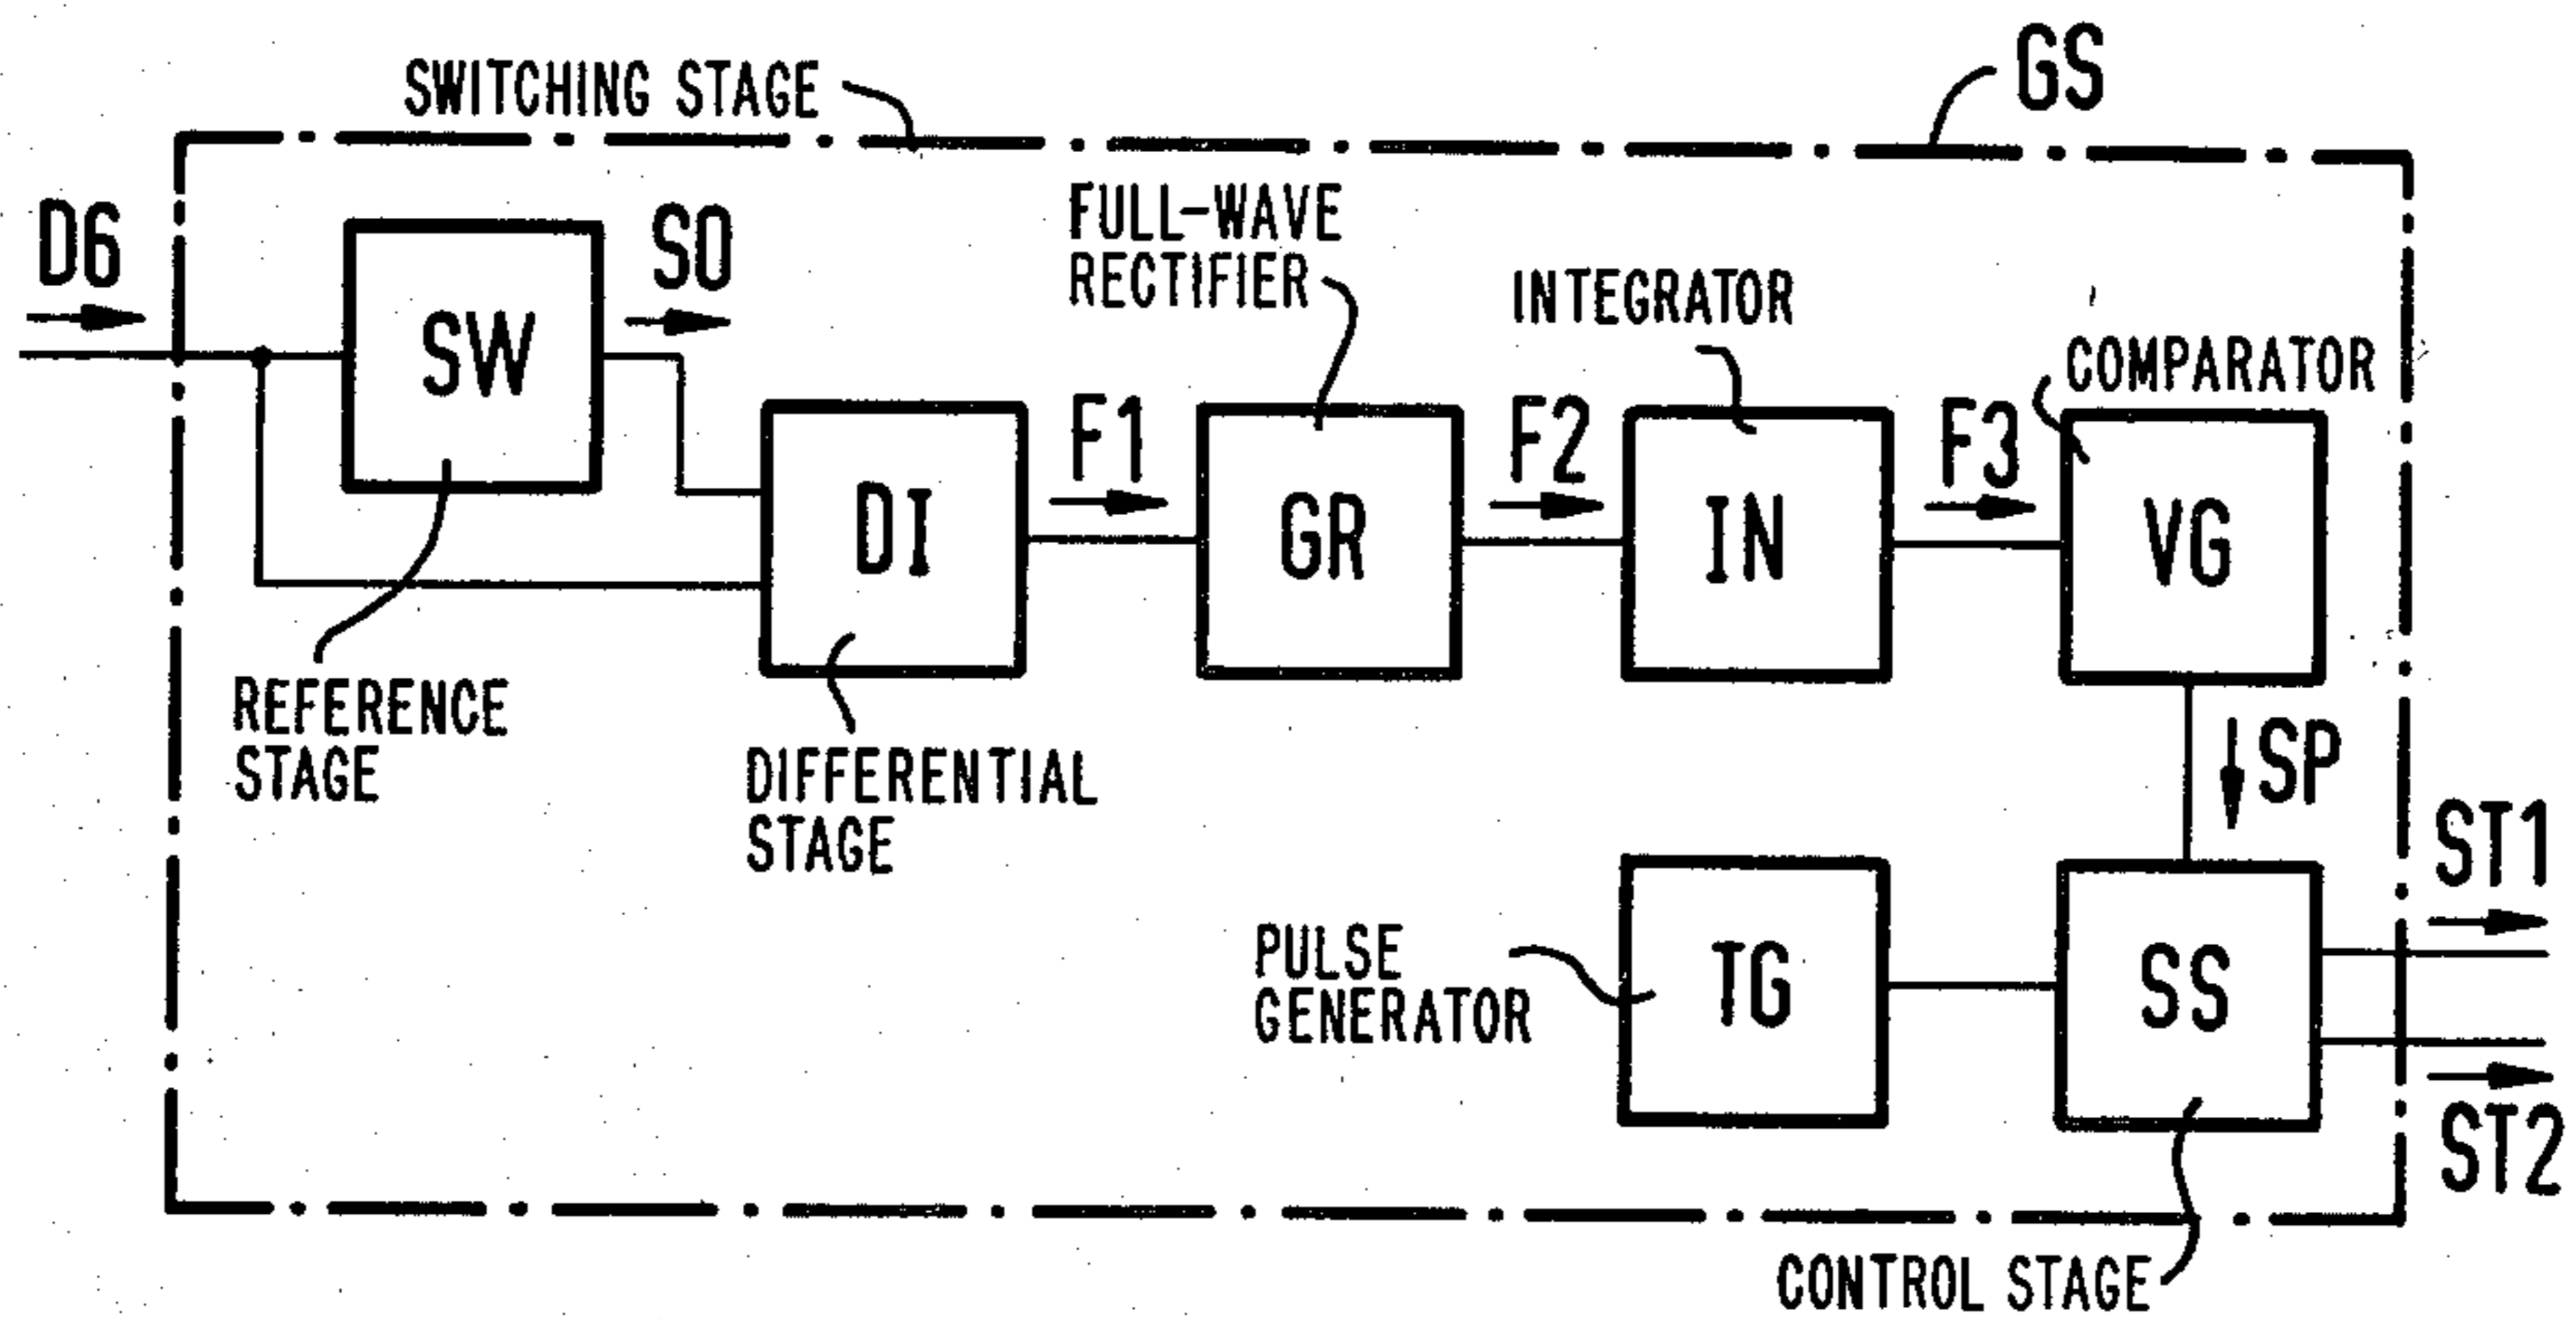 SWITCHING STAGE
GS
D6
SW
S0
FULL-WAVE
RECTIFIER
INTEGRATOR
COMPARATOR
DI
F1
GR
F2
IN
F3
VG
REFERENCE
STAGE
DIFFERENTIAL
STAGE
SP
ST1
PULSE
GENERATOR
TG
SS
ST2
CONTROL STAGE